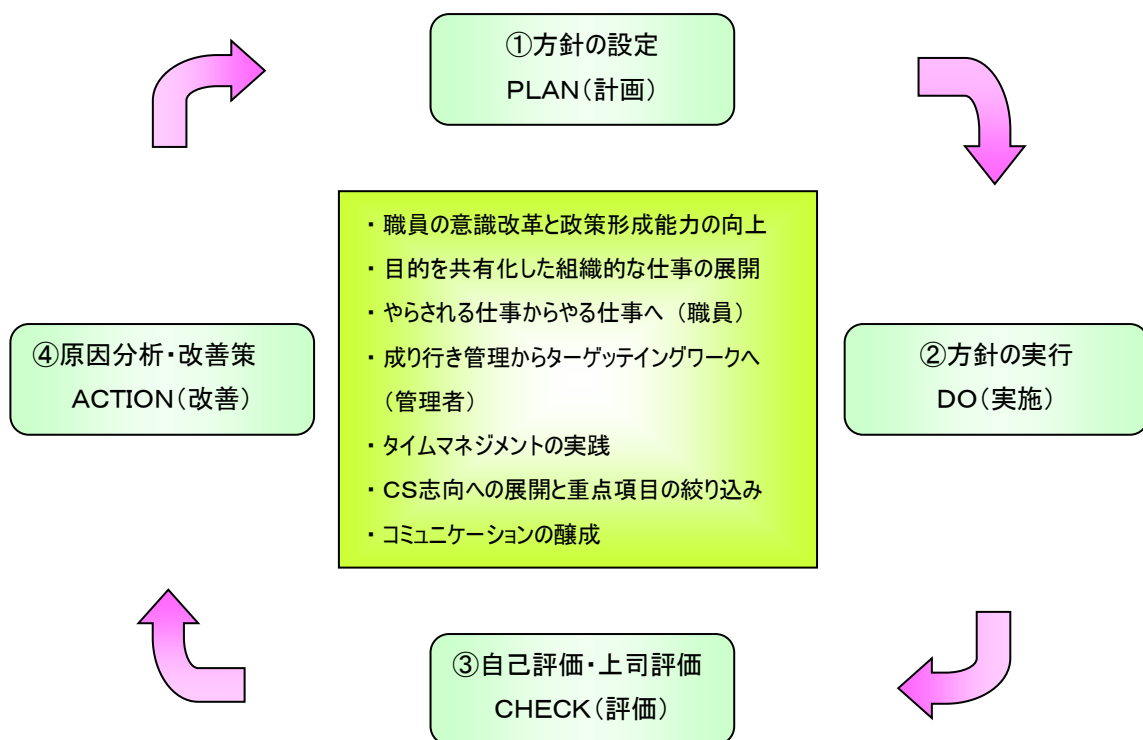 ①方針の設定
PLAN(計画)
・職員の意識改革と政策形成能力の向上
・目的を共有化した組織的な仕事の展開
・やらされる仕事からやる仕事へ (職員)
・成り行き管理からターゲッテイングワークへ
(管理者)
・タイムマネジメントの実践
・CS志向への展開と重点項目の絞り込み
・コミュニケーションの醸成
④原因分析・改善策
ACTION(改善)
②方針の実行
DO(実施)
③自己評価・上司評価
CHECK(評価)